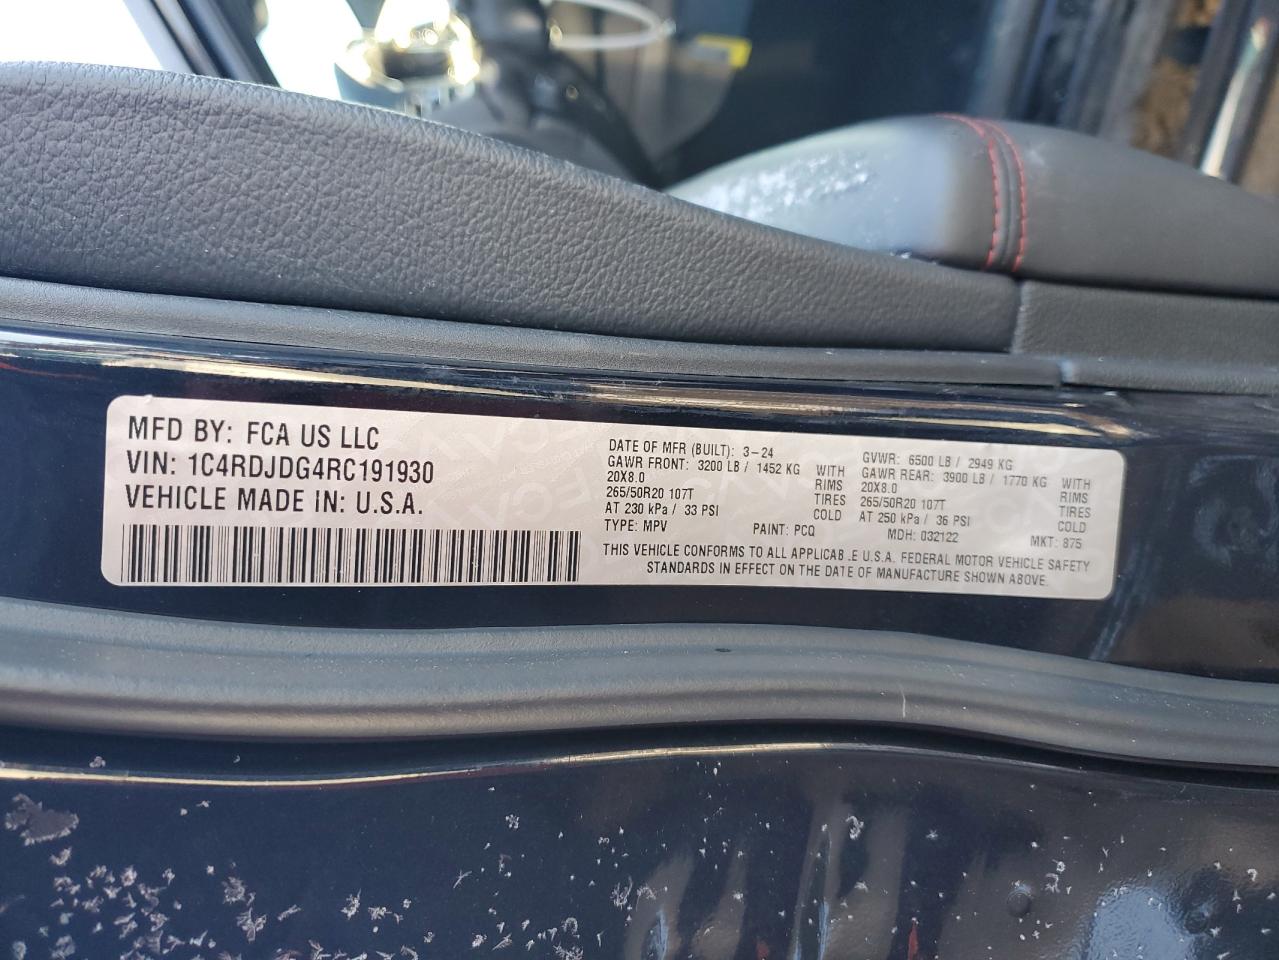 MFD BY: FCA US LLC
VIN: 1C4RDJDG4RC191930
VEHICLE MADE IN: U.S.A.
DATE OF MFR (BUILT): 3-24
GAWR FRONT: 3200 LB / 1452 KG WITH
20X8.0 RIMS
265/50R20 107T TIRES
AT 230 kPa / 33 PSI COLD
TYPE: MPV PAINT: PCQ
GVWR: 6500 LB / 2949 KG
GAWR REAR: 3900 LB / 1770 KG WITH
20X8.0 RIMS
265/50R20 107T TIRES
AT 250 kPa / 36 PSI COLD
MDH: 032122 MKT: 875
THIS VEHICLE CONFORMS TO ALL APPLICAB.E U.S.A. FEDERAL MOTOR VEHICLE SAFETY
STANDARDS IN EFFECT ON THE DATE OF MANUFACTURE SHOWN ABOVE.